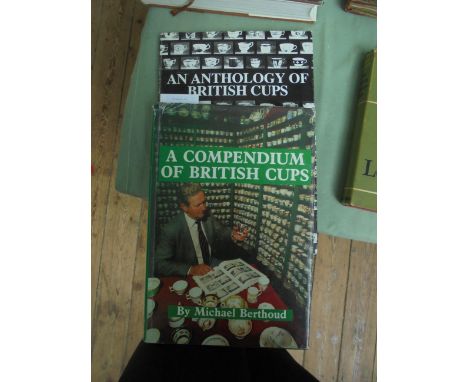 AN ANTHOLOGY OF
BRITISH CUPS
A COMPENDIUM
OF BRITISH CUPS
By Michael Berthoud